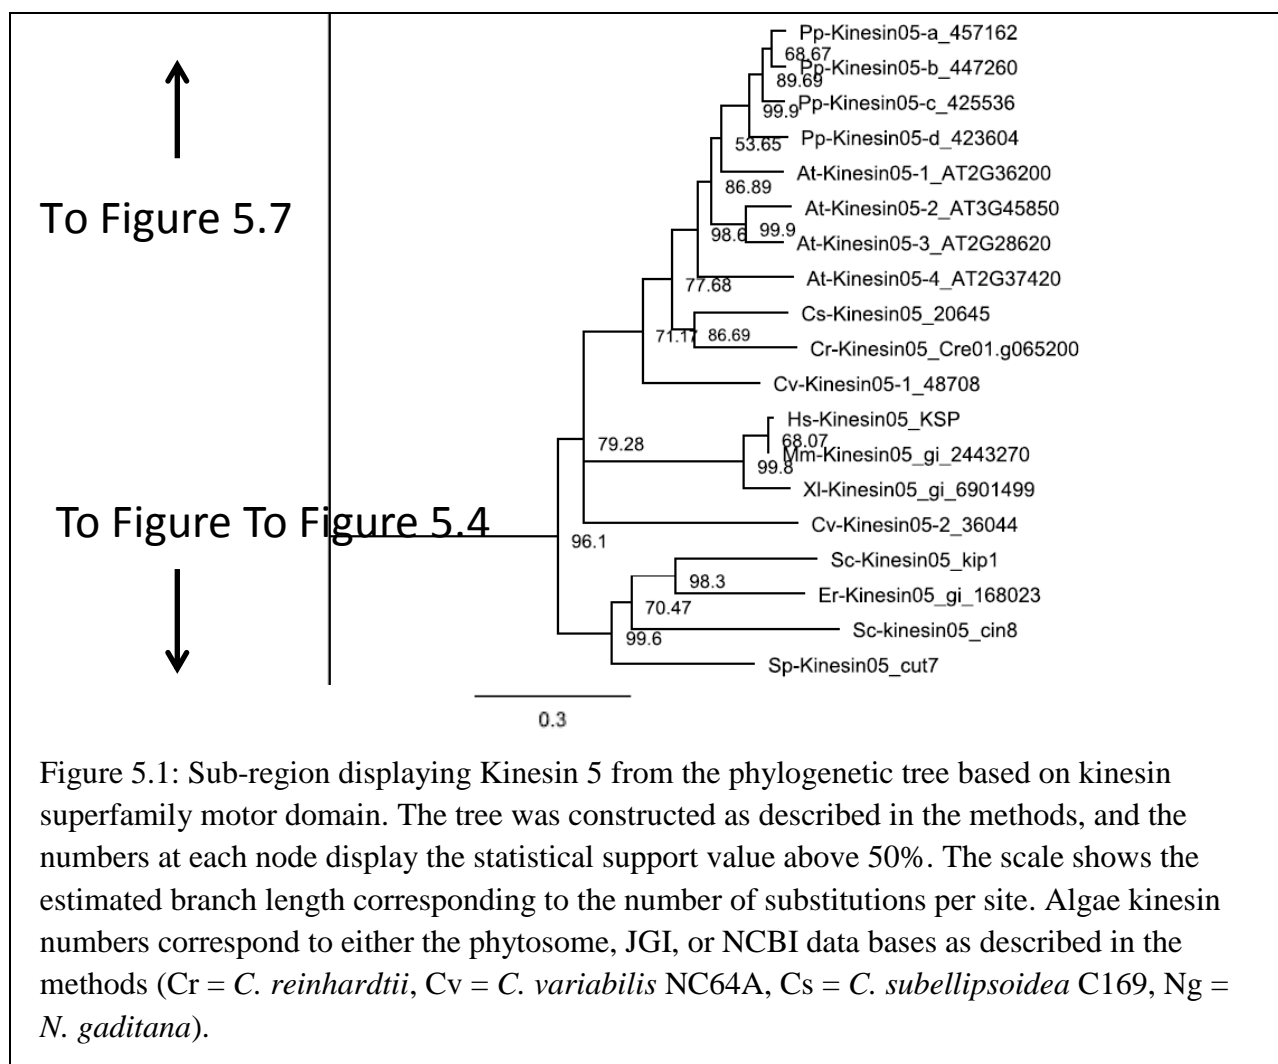 Pp-Kinesin05-a_457162
68.67
Pp-Kinesin05-b_447260
89.69
Pp-Kinesin05-c_425536
99.9
Pp-Kinesin05-d_423604
53.65
At-Kinesin05-1_AT2G36200
86.89
At-Kinesin05-2_AT3G45850
98.6
99.9
At-Kinesin05-3_AT2G28620
At-Kinesin05-4_AT2G37420
77.68
Cs-Kinesin05_20645
71.17
86.69
Cr-Kinesin05_Cre01.g065200
Cv-Kinesin05-1_48708
Hs-Kinesin05_KSP
79.28
68.07
Mm-Kinesin05_gi_2443270
99.8
Xl-Kinesin05_gi_6901499
Cv-Kinesin05-2_36044
96.1
Sc-Kinesin05_kip1
98.3
Er-Kinesin05_gi_168023
70.47
Sc-kinesin05_cin8
99.6
Sp-Kinesin05_cut7
0.3
To Figure 5.7
To Figure To Figure 5.4
Figure 5.1: Sub-region displaying Kinesin 5 from the phylogenetic tree based on kinesin
superfamily motor domain. The tree was constructed as described in the methods, and the
numbers at each node display the statistical support value above 50%. The scale shows the
estimated branch length corresponding to the number of substitutions per site. Algae kinesin
numbers correspond to either the phytosome, JGI, or NCBI data bases as described in the
methods (Cr = C. reinhardtii, Cv = C. variabilis NC64A, Cs = C. subellipsoidea C169, Ng =
N. gaditana).